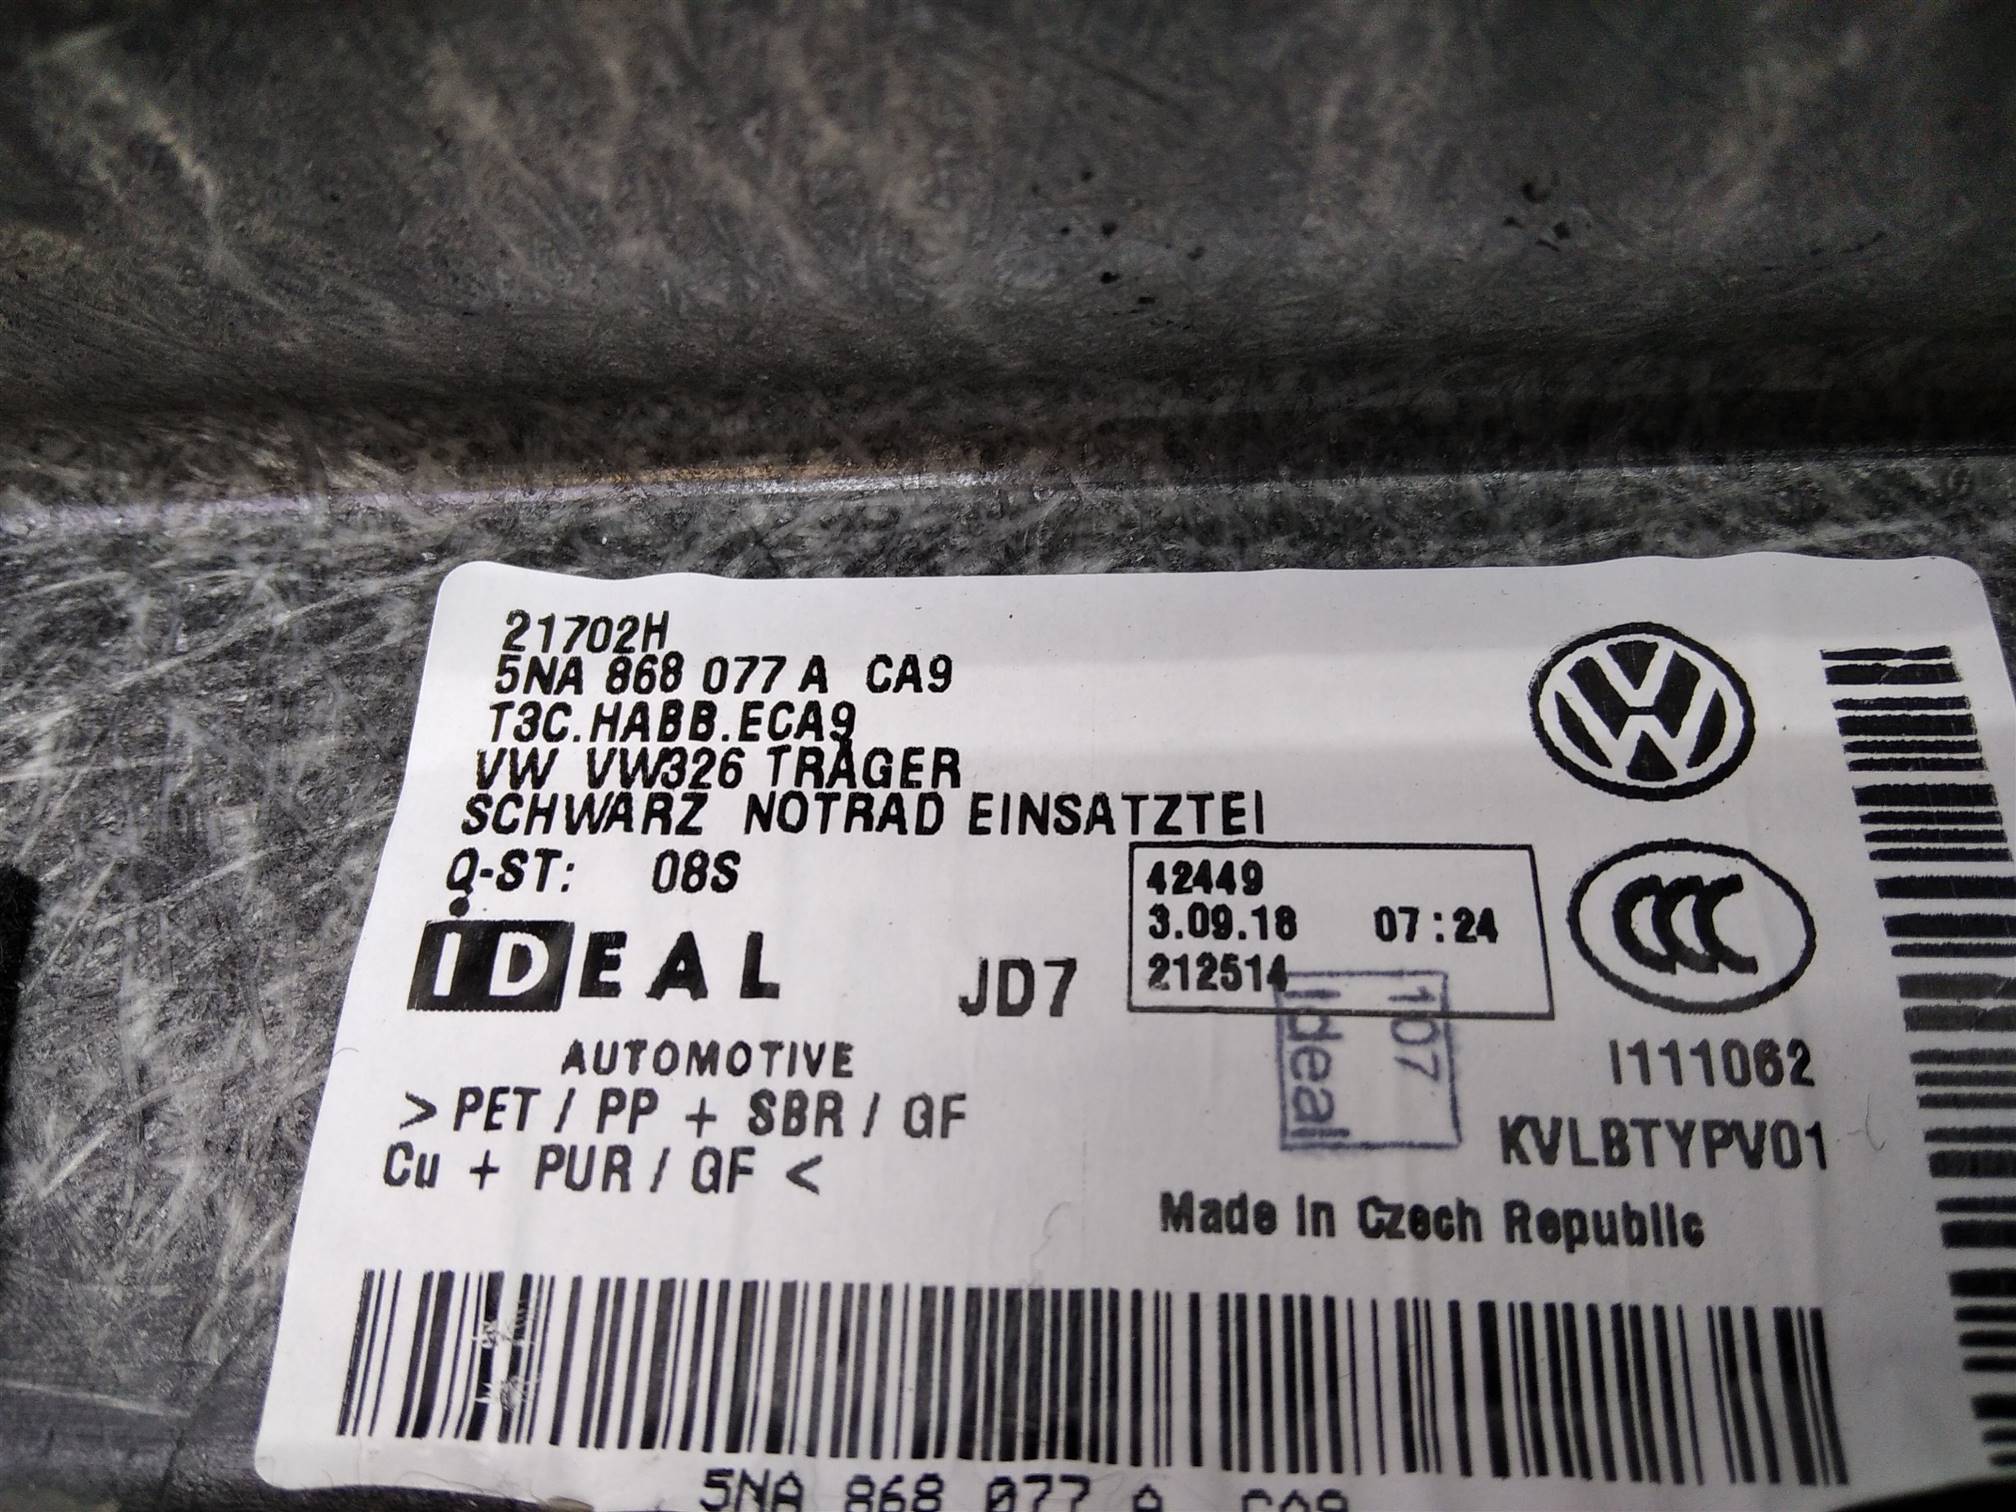 21702H
5NA 868 077 A CA9
T3C.HABB.ECA9
VW VW326 TRÄGER
SCHWARZ NOTRAD EINSATZTEI
Q-ST: 08S
IDEAL
AUTOMOTIVE
JD7
42449
3.09.18 07:24
212514
107
Ideal
CCC
I111062
KVLBTYPV01
>PET / PP + SBR / GF
Cu + PUR / GF <
Made in Czech Republic
5NA 868 077 A CA9